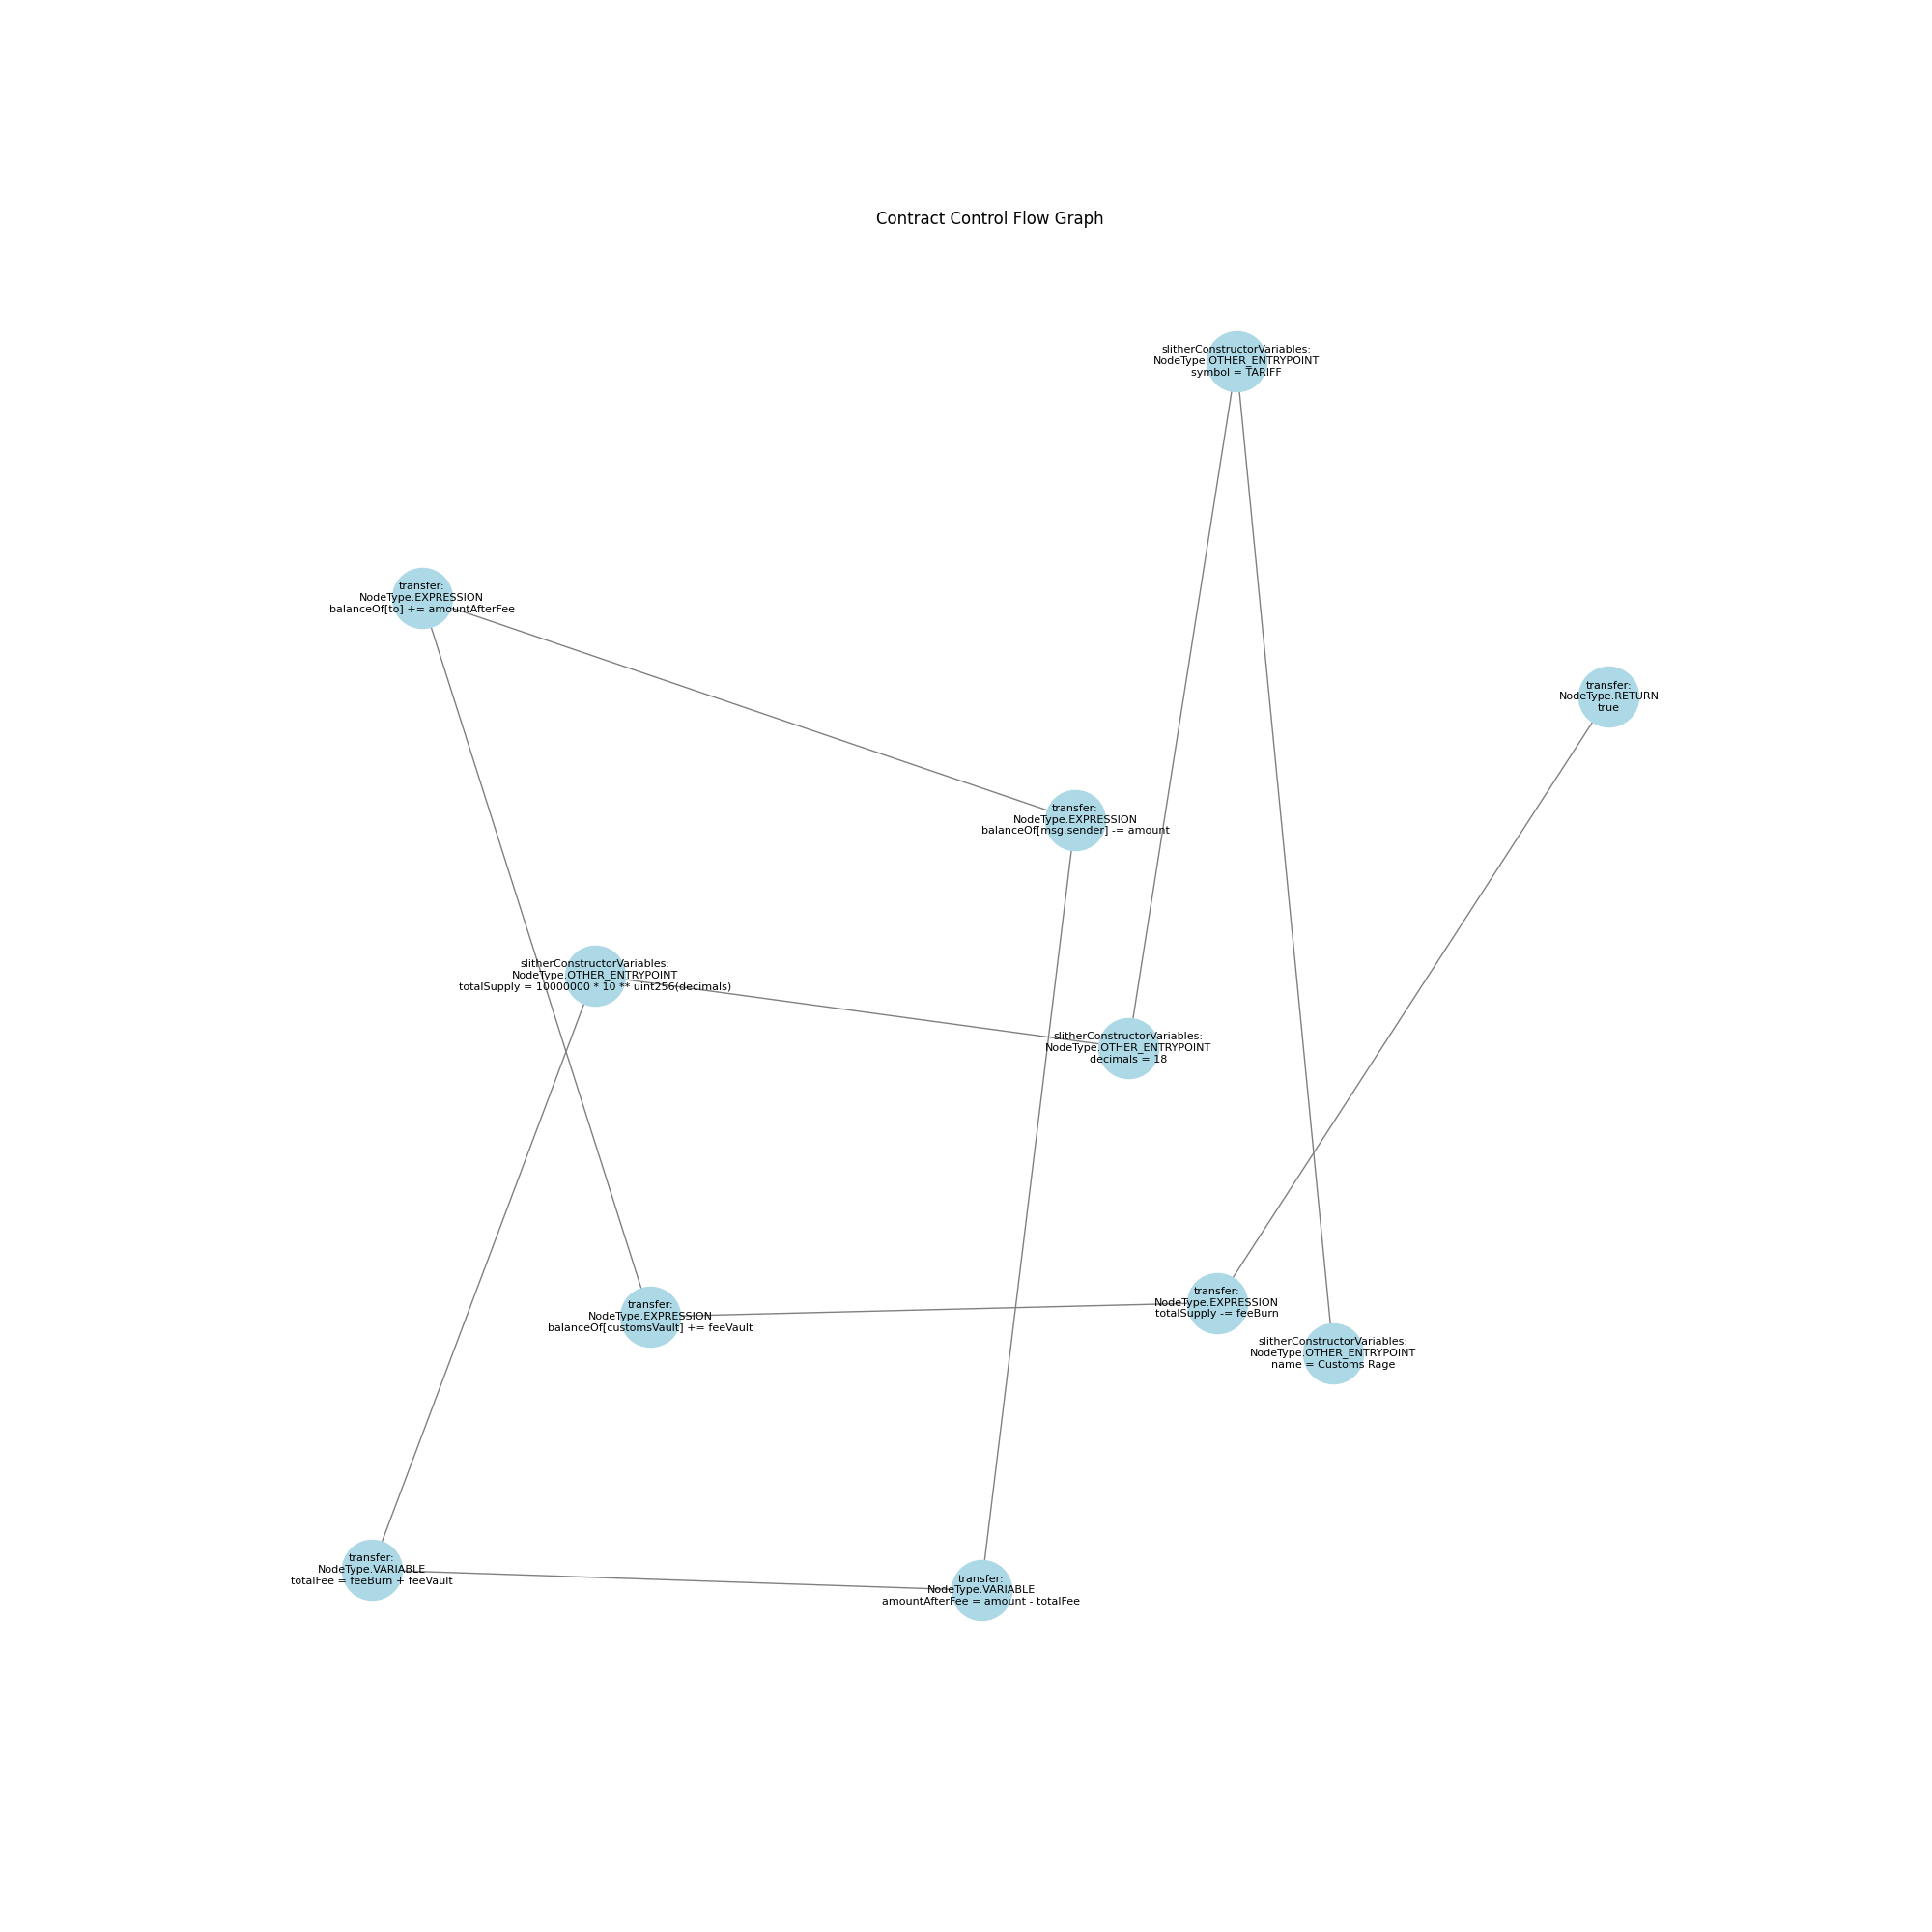 Contract Control Flow Graph
slitherConstructorVariables:
NodeType.OTHER_ENTRYPOINT
symbol = TARIFF
transfer:
NodeType.EXPRESSION
balanceOf[to] += amountAfterFee
transfer:
NodeType.RETURN
true
transfer:
NodeType.EXPRESSION
balanceOf[msg.sender] -= amount
slitherConstructorVariables:
NodeType.OTHER_ENTRYPOINT
totalSupply = 10000000 * 10 ** uint256(decimals)
slitherConstructorVariables:
NodeType.OTHER_ENTRYPOINT
decimals = 18
transfer:
NodeType.EXPRESSION
totalSupply -= feeBurn
transfer:
NodeType.EXPRESSION
balanceOf[customsVault] += feeVault
slitherConstructorVariables:
NodeType.OTHER_ENTRYPOINT
name = Customs Rage
transfer:
NodeType.VARIABLE
totalFee = feeBurn + feeVault
transfer:
NodeType.VARIABLE
amountAfterFee = amount - totalFee